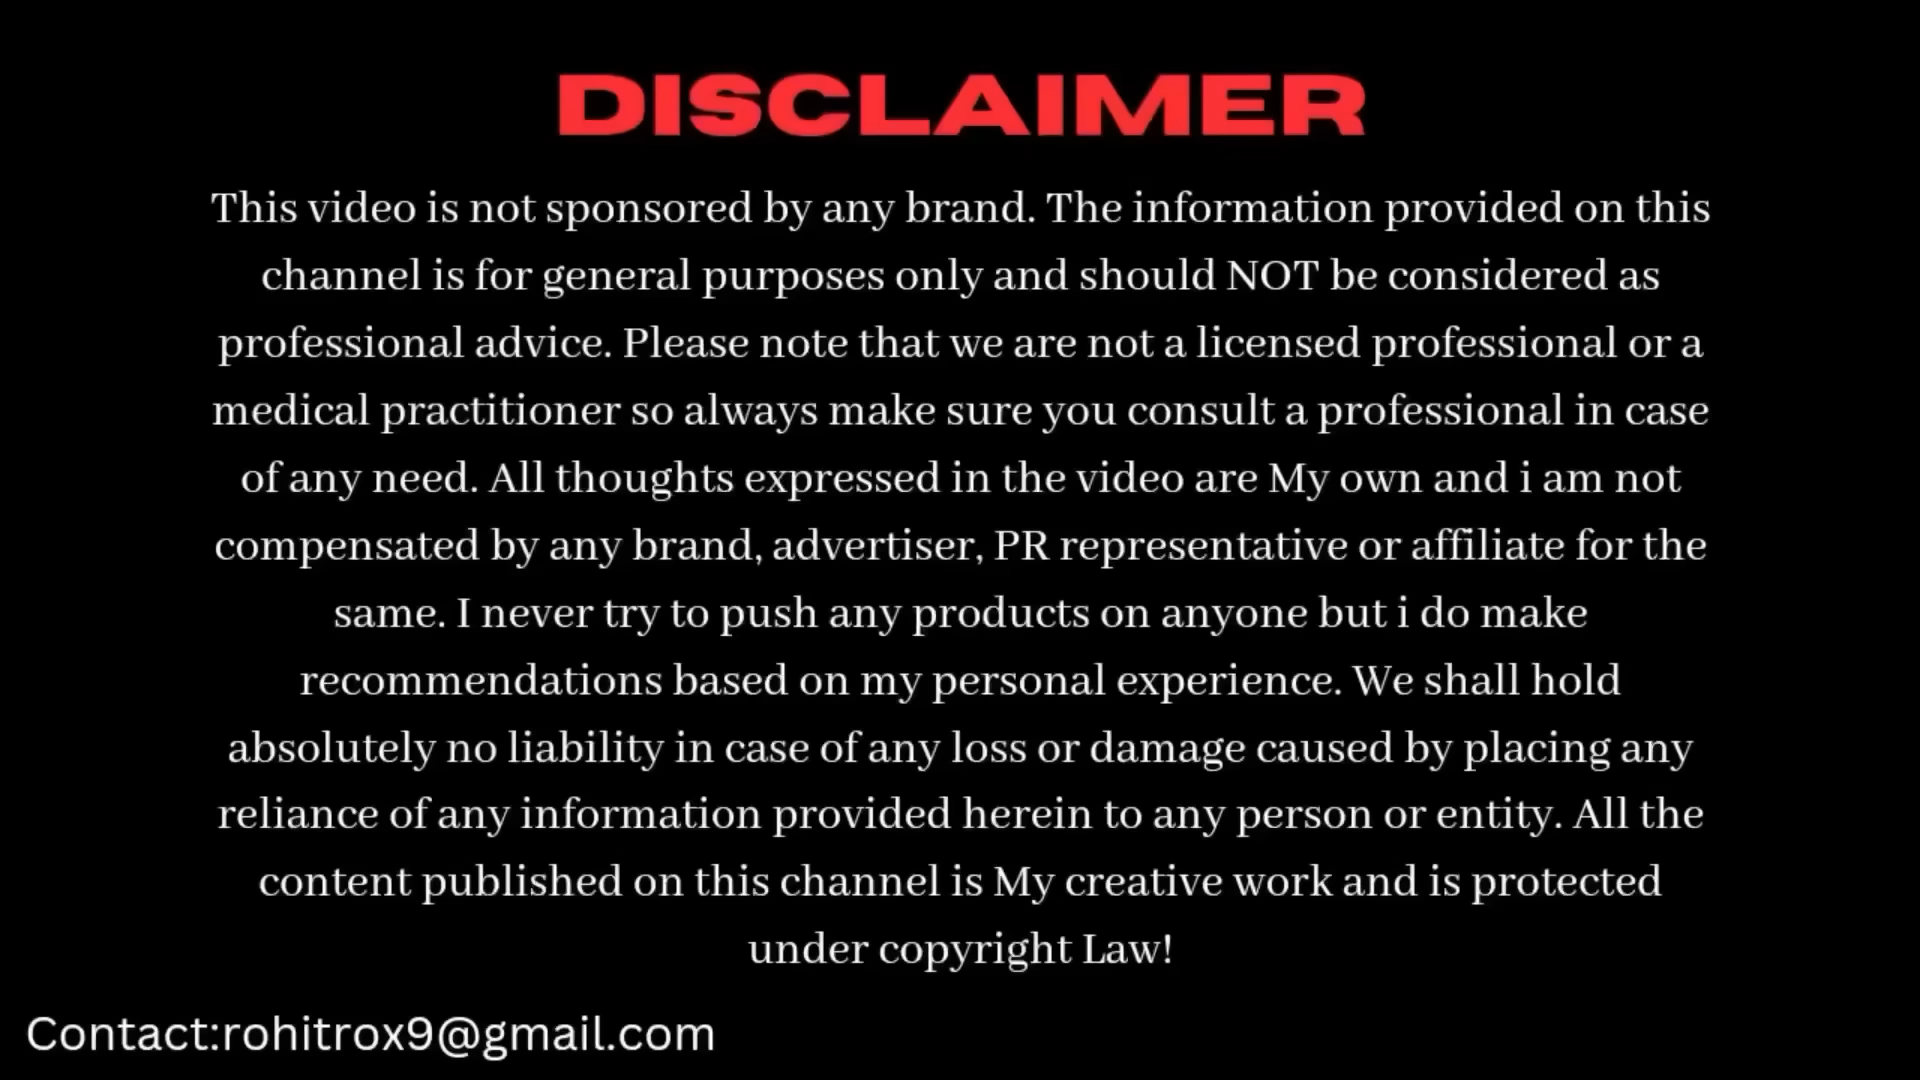 DISCLAIMER
This video is not sponsored by any brand. The information provided on this
channel is for general purposes only and should NOT be considered as
professional advice. Please note that we are not a licensed professional or a
medical practitioner so always make sure you consult a professional in case
of any need. All thoughts expressed in the video are My own and i am not
compensated by any brand, advertiser, PR representative or affiliate for the
same. I never try to push any products on anyone but i do make
recommendations based on my personal experience. We shall hold
absolutely no liability in case of any loss or damage caused by placing any
reliance of any information provided herein to any person or entity. All the
content published on this channel is My creative work and is protected
under copyright Law!
Contact:rohitrox9@gmail.com